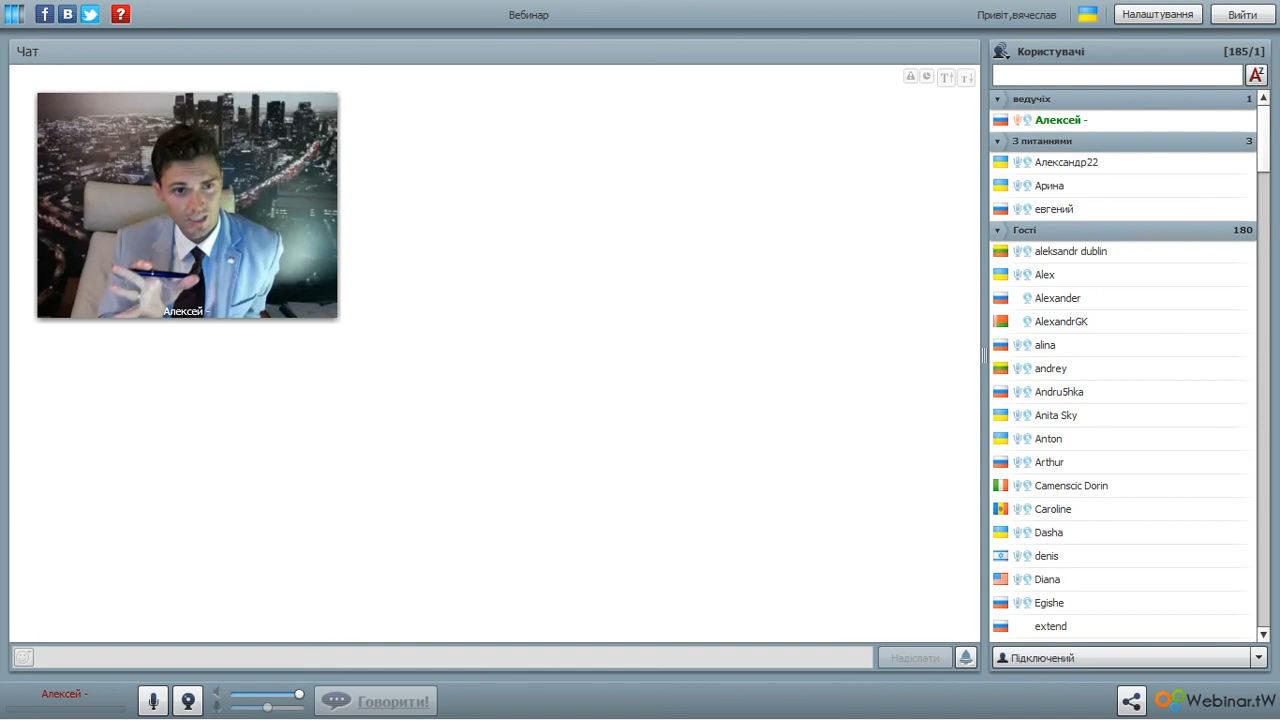 Вебинар
Привіт,вячеслав
Налаштування
Вийти
Чат
Алексей -
Користувачі [185/1]
ведучіх 1
Алексей -
З питаннями 3
Александр22
Арина
евгений
Гості 180
aleksandr dublin
Alex
Alexander
AlexandrGK
alina
andrey
Andru5hka
Anita Sky
Anton
Arthur
Camenscic Dorin
Caroline
Dasha
denis
Diana
Egishe
extend
Надіслати
Підключений
Алексей -
Говорити!
Webinar.tW